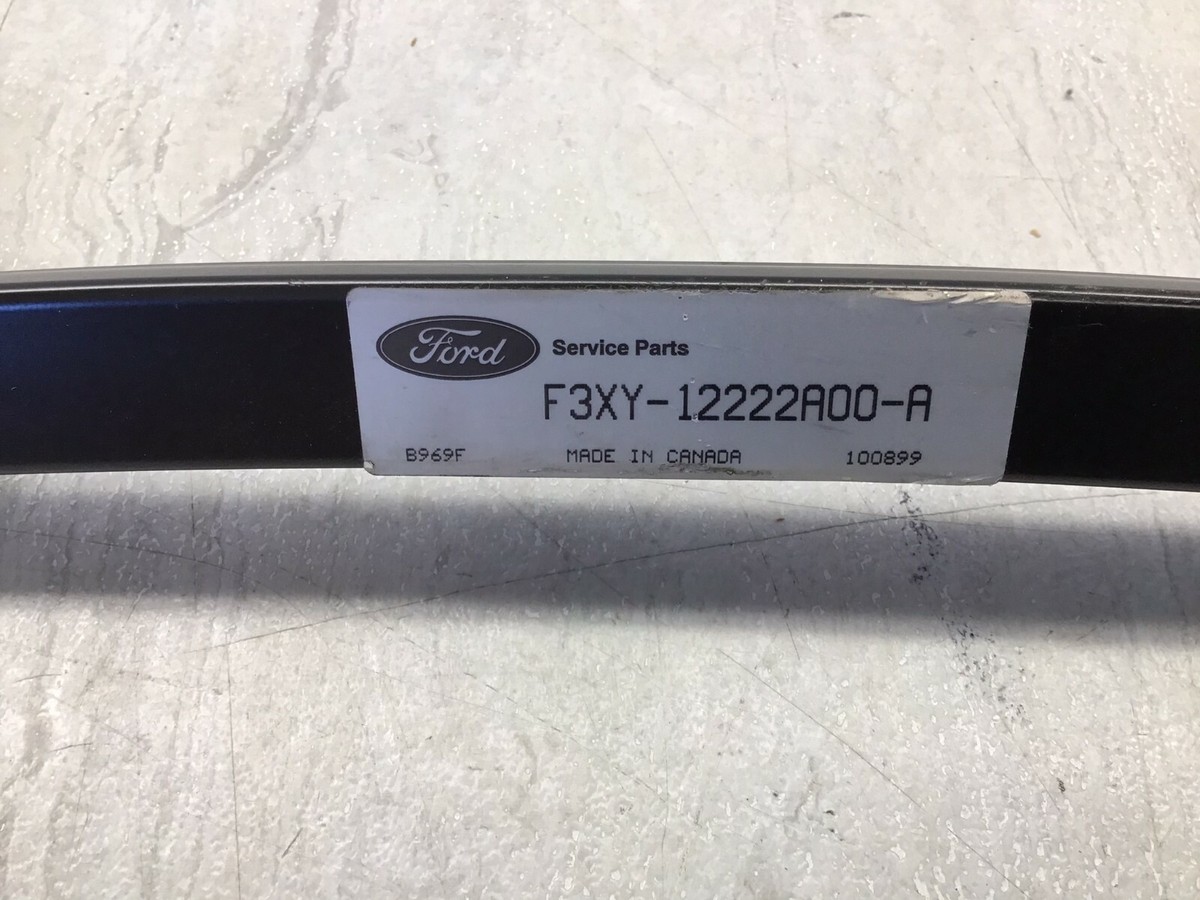 Ford
Service Parts
F3XY-12222A00-A
B969F MADE IN CANADA 100899